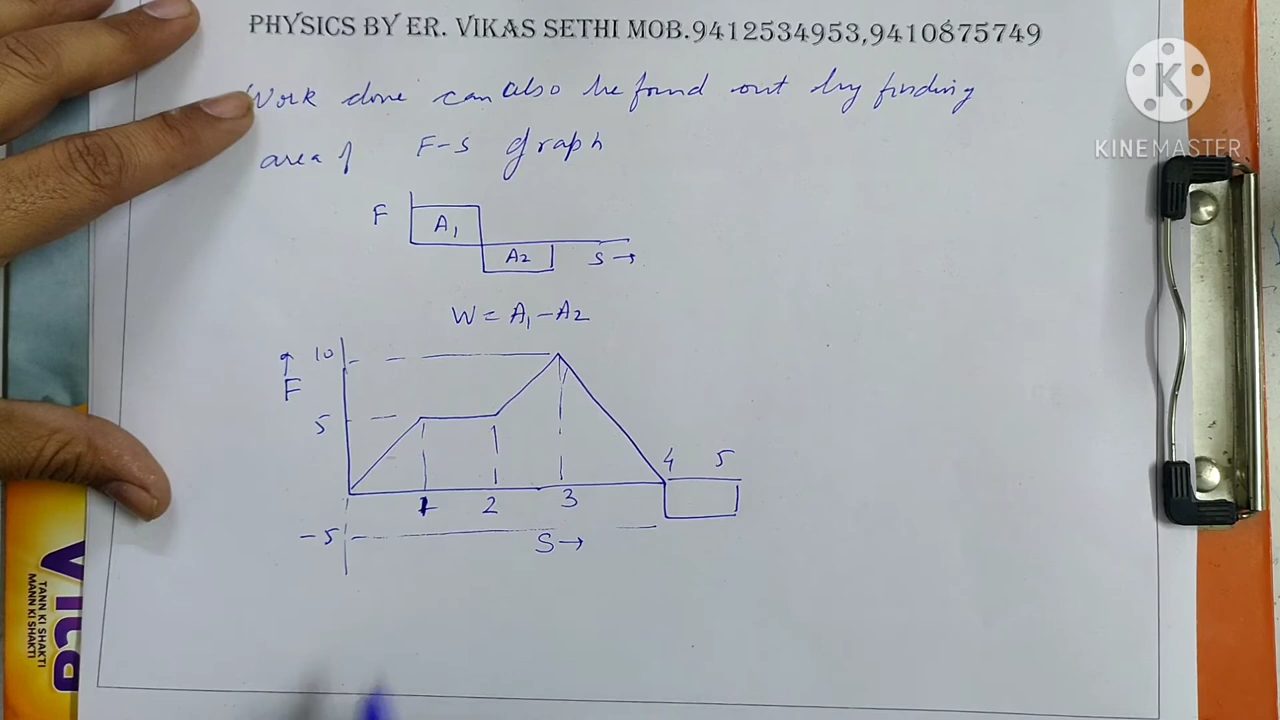 PHYSICS BY ER. VIKAS SETHI MOB.9412534953,9410875749
K
KINEMASTER
Work done can also be found out by finding
area of F-S graph
F
A1
A2
S→
W = A1 - A2
↑
F
10
5
4 5
1 2 3
-5
S→
Vita
TANN KI SHAKTI
MANN KI SHAKTI